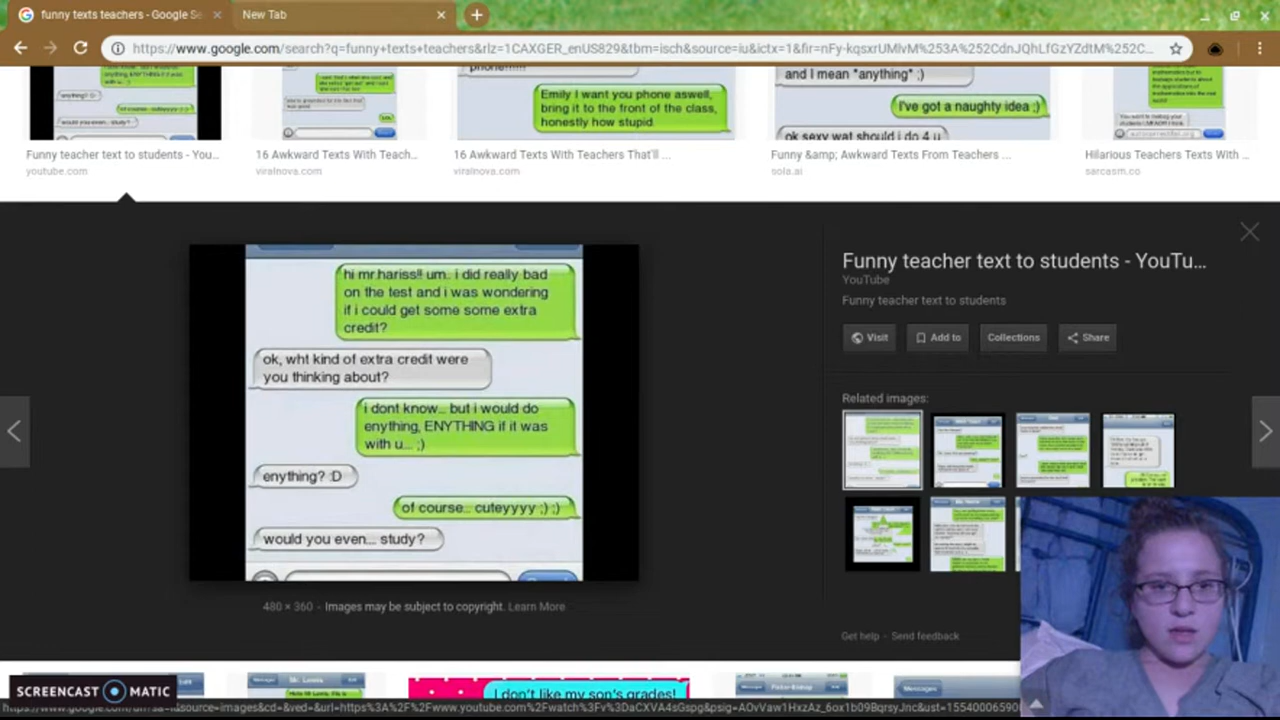 funny texts teachers - Google Se
New Tab
https://www.google.com/search?q=funny+texts+teachers&rlz=1CAXGER_enUS829&tbm=isch&source=iu&ictx=1&fir=nFy-kqsxrUMlvM%253A%252CdnJQhLfGzYZdtM%252C...
anything? :D
of course.. cuteyyyy ;) ;)
would you even... study?
Emily I want you phone aswell,
bring it to the front of the class,
honestly how stupid.
and I mean *anything* ;)
I've got a naughty idea ;)
ok sexy wat should i do 4 u
Funny teacher text to students - You...
youtube.com
16 Awkward Texts With Teach...
viralnova.com
16 Awkward Texts With Teachers That'll ...
viralnova.com
Funny &amp; Awkward Texts From Teachers ...
sola.ai
Hilarious Teachers Texts With ...
sarcasm.co
hi mr.hariss!! um.. i did really bad
on the test and i was wondering
if i could get some some extra
credit?
ok, wht kind of extra credit were
you thinking about?
i dont know... but i would do
enything, ENYTHING if it was
with u... ;)
enything? :D
of course.. cuteyyyy ;) ;)
would you even... study?
480 × 360 - Images may be subject to copyright. Learn More
Funny teacher text to students - YouTu...
YouTube
Funny teacher text to students
Visit
Add to
Collections
Share
Related images:
Get help - Send feedback
I don't like my son's grades!
Messages
SCREENCAST MATIC